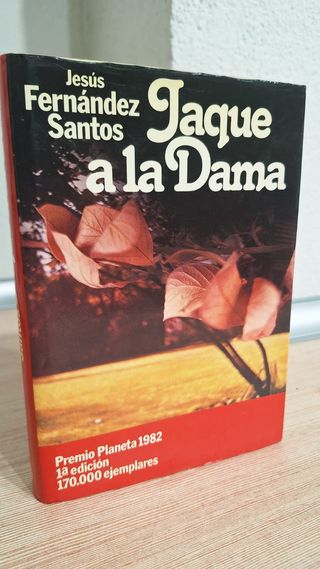 Jesús
Fernández
Santos
Jaque
a la Dama
Premio Planeta 1982
1ª edición
170.000 ejemplares